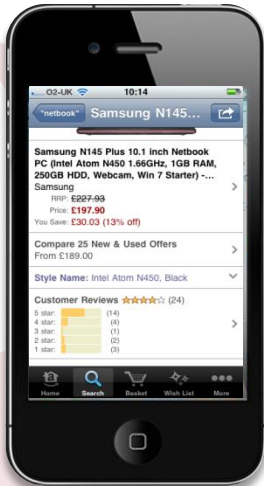 O2-UK 10:14
"netbook" Samsung N145...
Samsung N145 Plus 10.1 inch Netbook
PC (Intel Atom N450 1.66GHz, 1GB RAM,
250GB HDD, Webcam, Win 7 Starter) -...
Samsung
RRP: £227.93
Price: £197.90
You Save: £30.03 (13% off)
Compare 25 New & Used Offers
From £189.00
Style Name: Intel Atom N450, Black
Customer Reviews (24)
5 star: (14)
4 star: (4)
3 star: (1)
2 star: (2)
1 star: (3)
Home Search Basket Wish List More